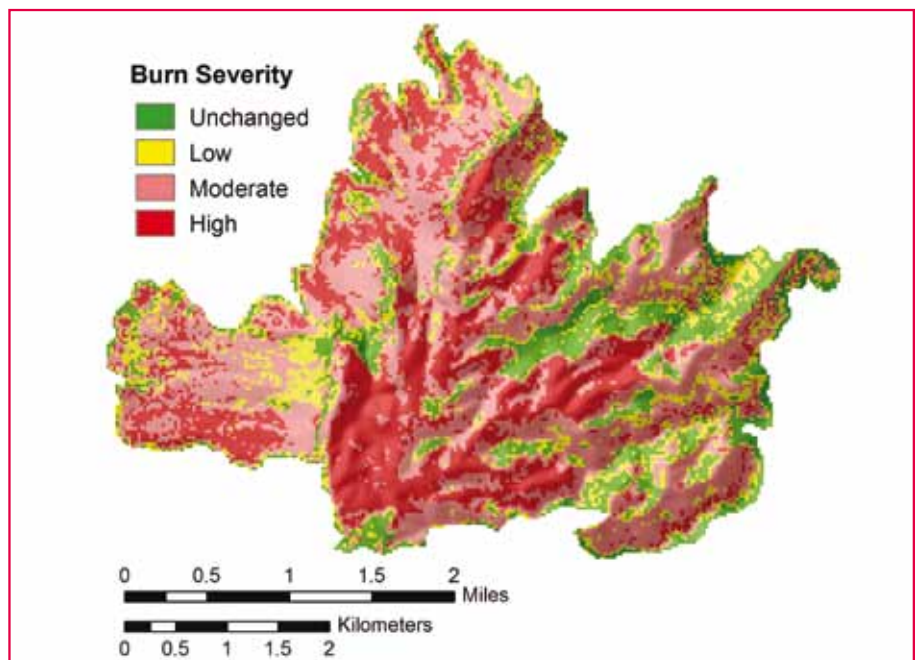 Burn Severity
Unchanged
Low
Moderate
High
0 0.5 1 1.5 2
Miles
Kilometers
0 0.5 1 1.5 2